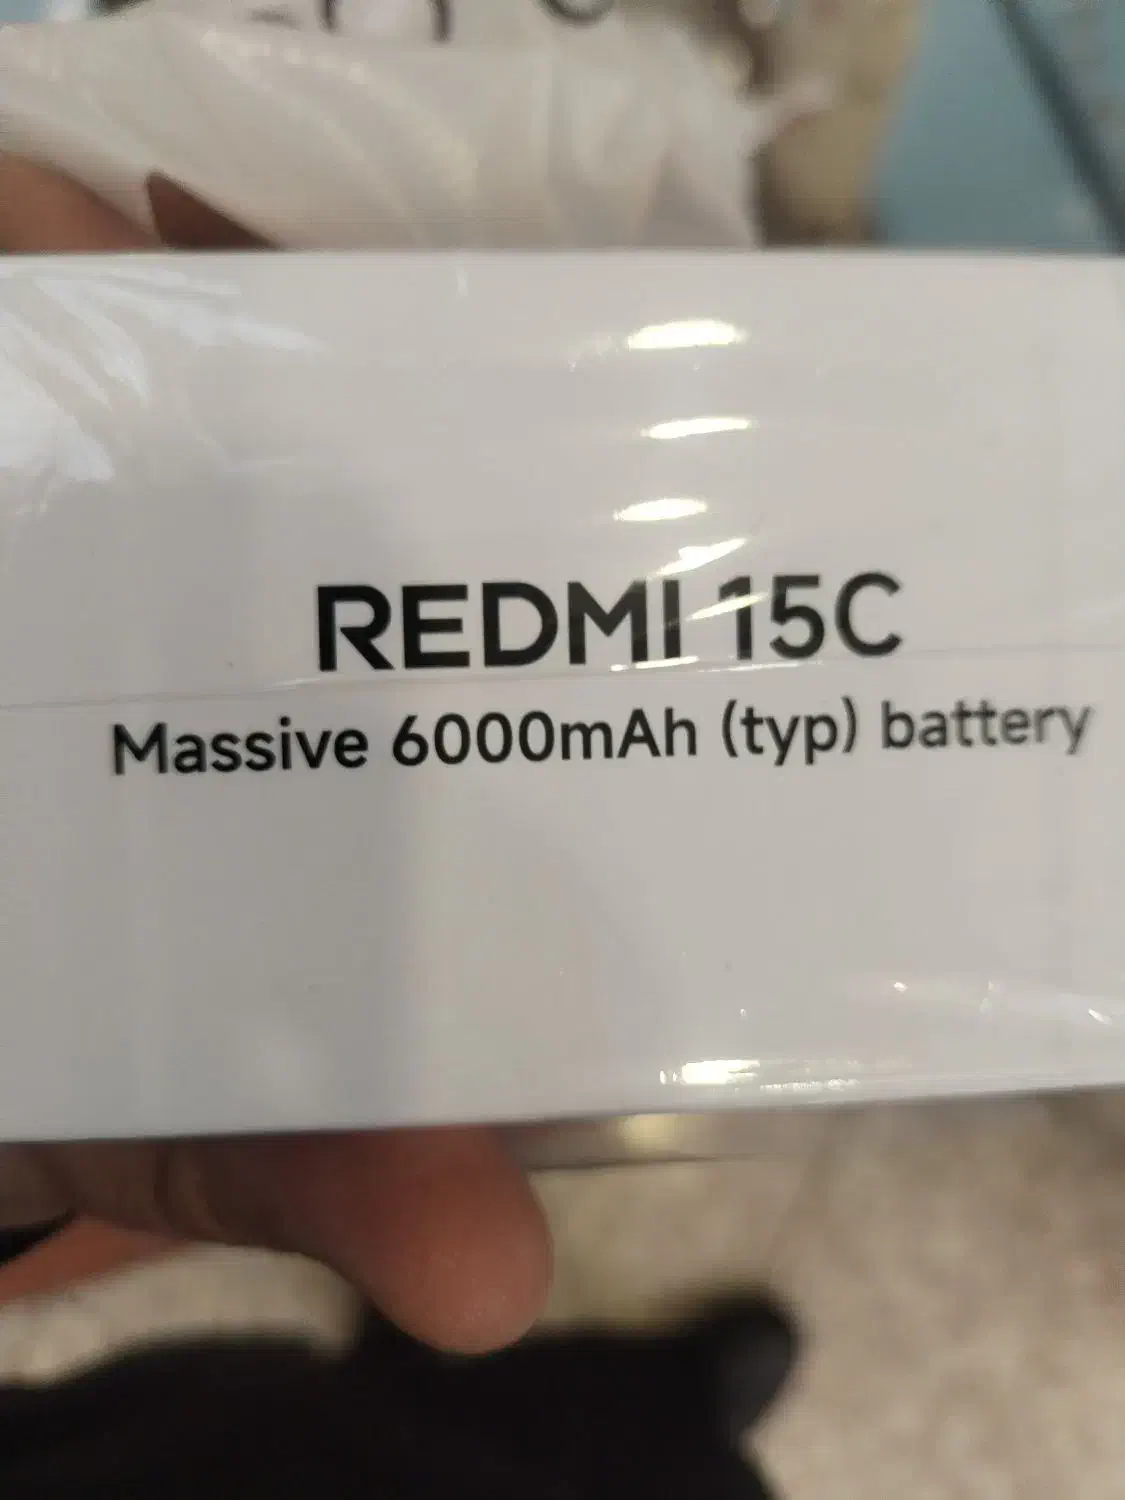 REDMI 15C
Massive 6000mAh (typ) battery